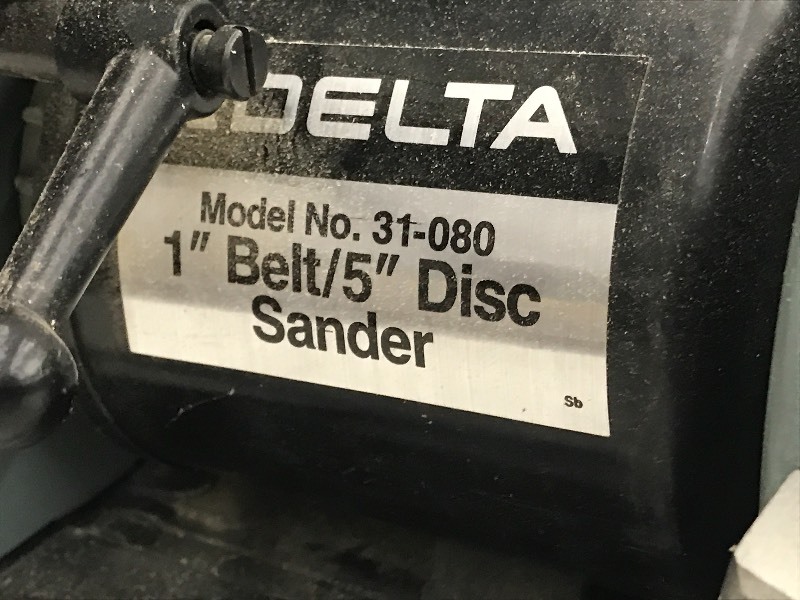 DELTA
Model No. 31-080
1" Belt/5" Disc
Sander
Sb